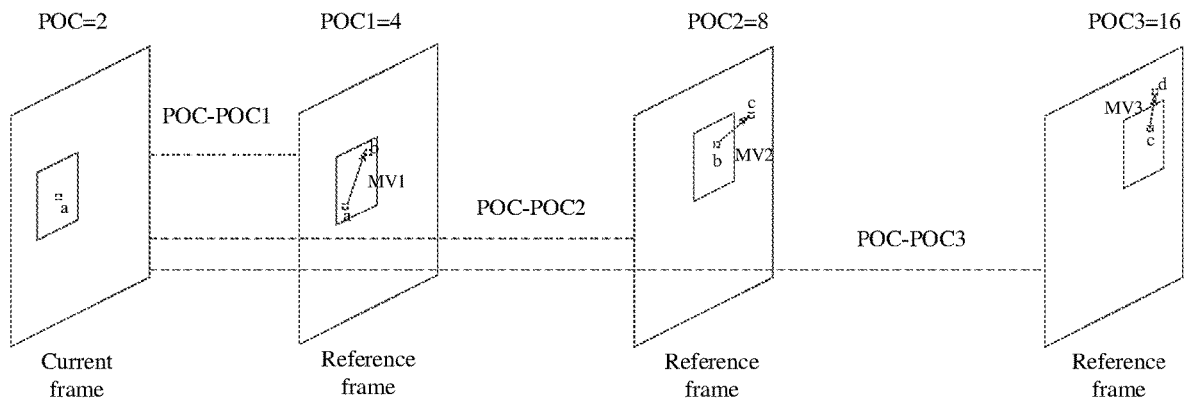 POC=2
POC1=4
POC2=8
POC3=16
POC-POC1
POC-POC2
POC-POC3
a
a
b
MV1
b
c
MV2
c
d
MV3
Current
frame
Reference
frame
Reference
frame
Reference
frame